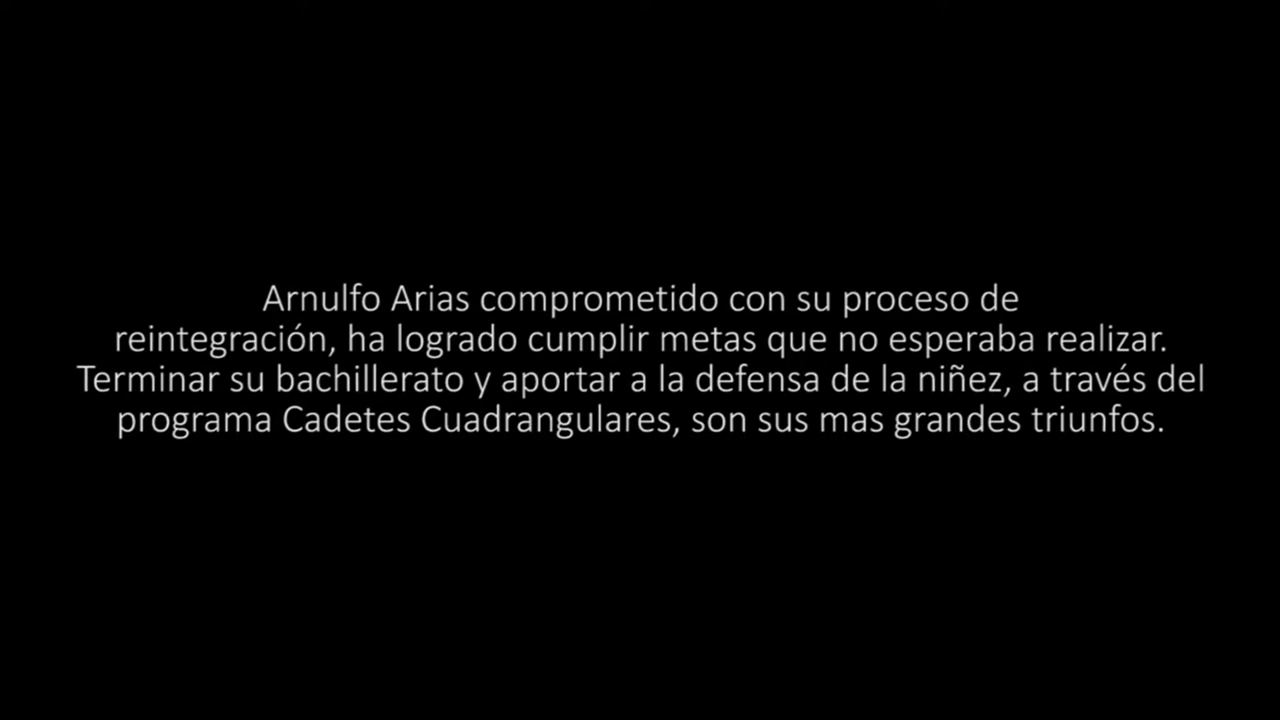 Arnulfo Arias comprometido con su proceso de
reintegración, ha logrado cumplir metas que no esperaba realizar.
Terminar su bachillerato y aportar a la defensa de la niñez, a través del
programa Cadetes Cuadrangulares, son sus mas grandes triunfos.